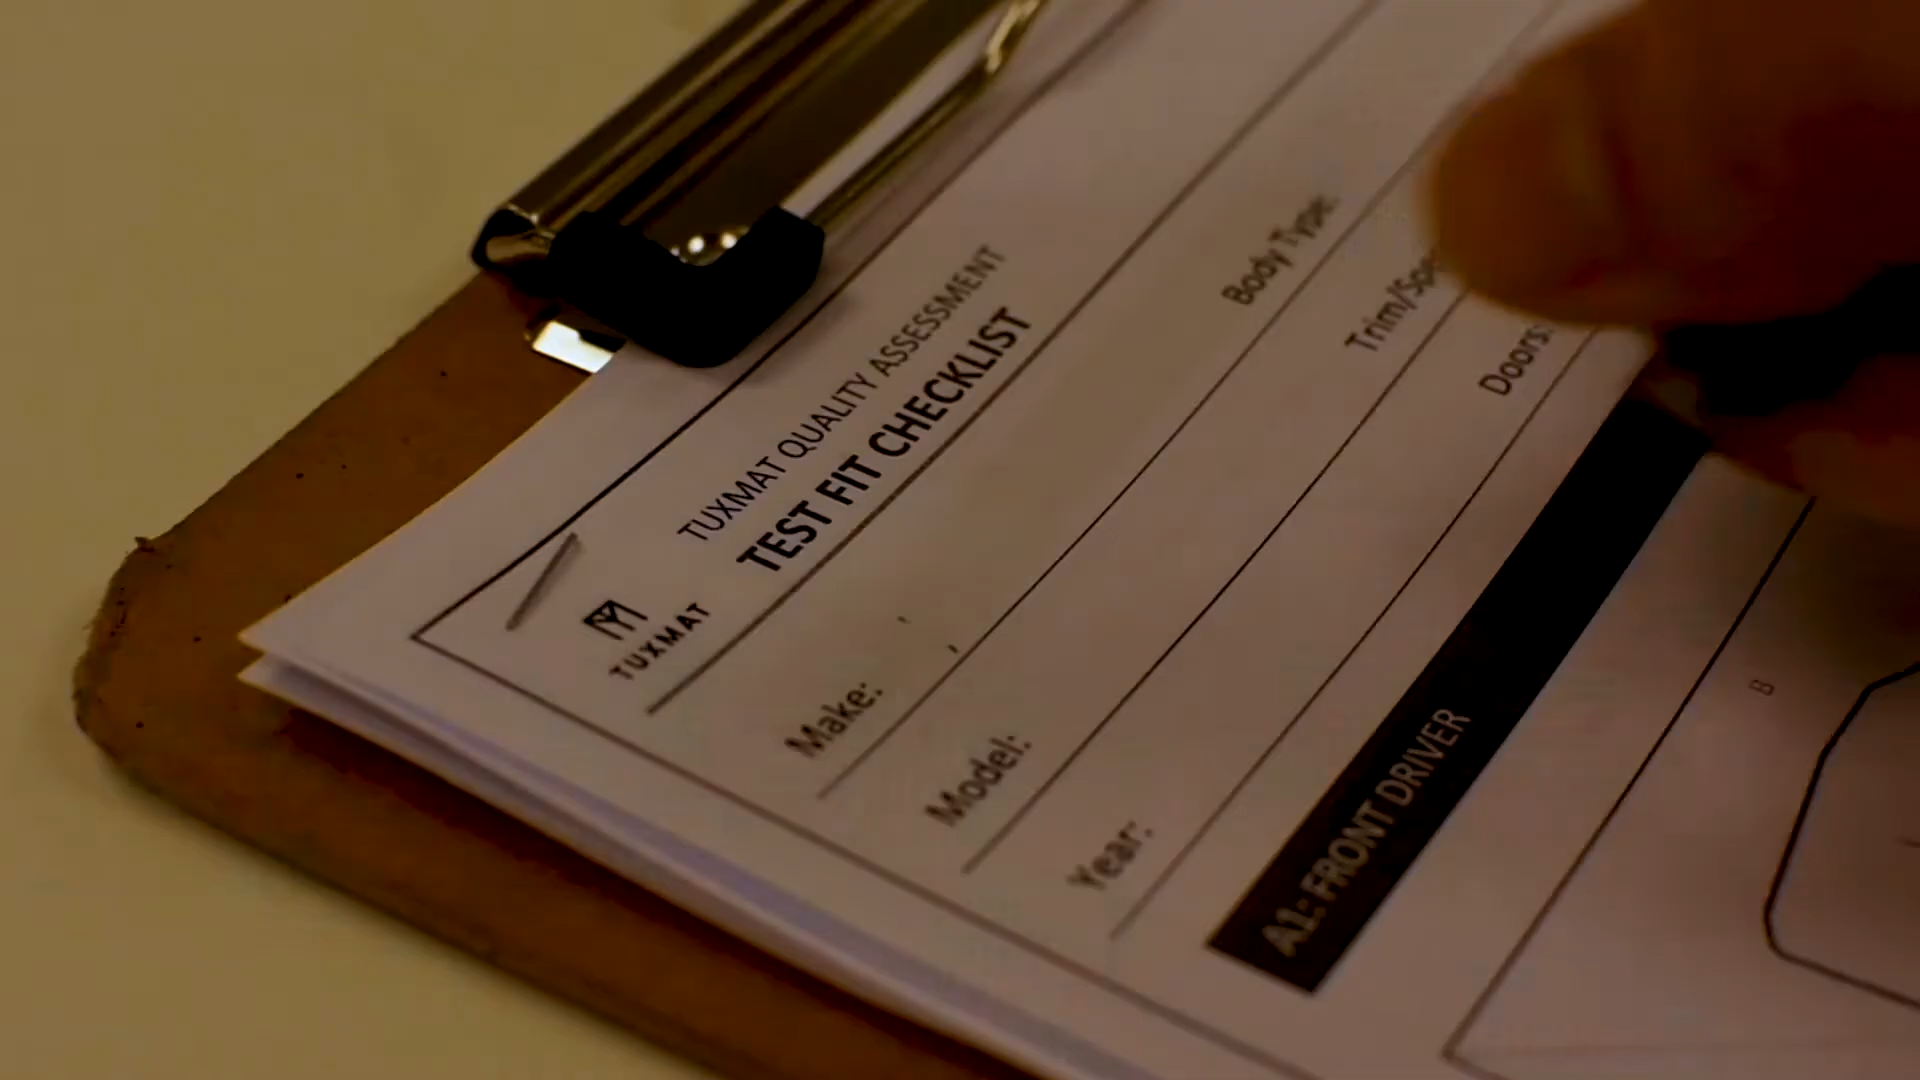 TUXMAT QUALITY ASSESSMENT
TEST FIT CHECKLIST
TUXMAT
Make:
Body Type:
Model:
Year:
Doors:
A1: FRONT DRIVER
B